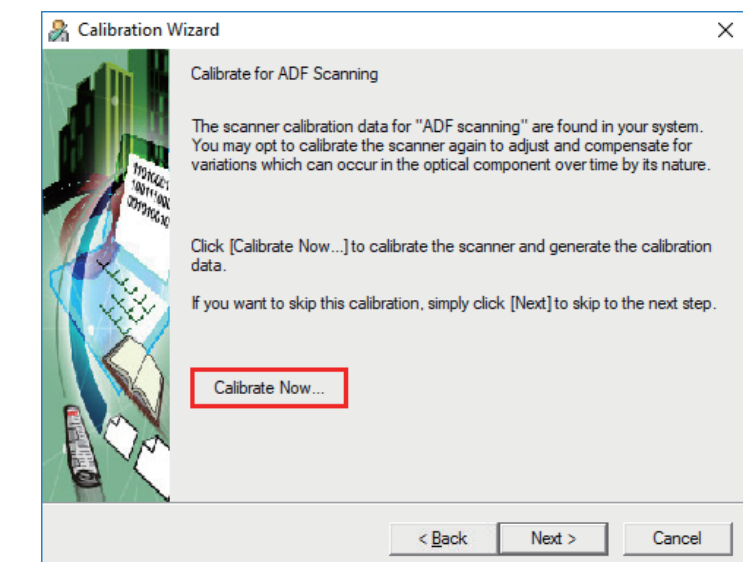 Calibration Wizard
Calibrate for ADF Scanning
The scanner calibration data for "ADF scanning" are found in your system.
You may opt to calibrate the scanner again to adjust and compensate for
variations which can occur in the optical component over time by its nature.
Click [Calibrate Now...] to calibrate the scanner and generate the calibration
data.
If you want to skip this calibration, simply click [Next] to skip to the next step.
Calibrate Now...
< Back
Next >
Cancel